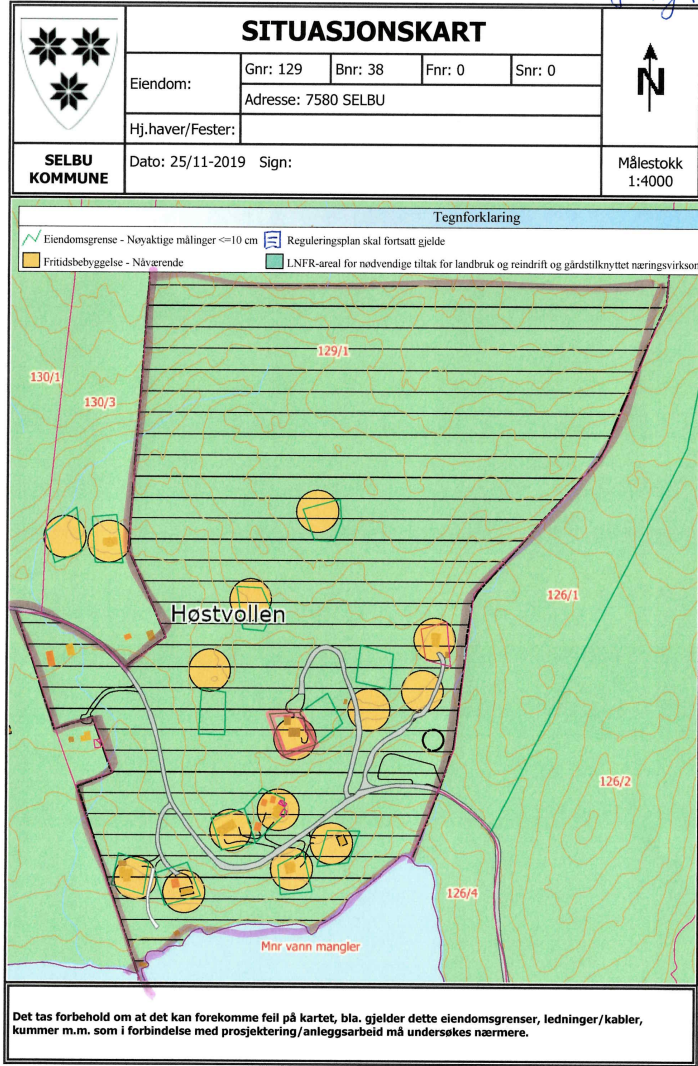 SITUASJONSKART
Eiendom:
Gnr: 129
Bnr: 38
Fnr: 0
Snr: 0
Adresse: 7580 SELBU
Hj.haver/Fester:
N
SELBU
KOMMUNE
Dato: 25/11-2019 Sign:
Målestokk
1:4000
Tegnforklaring
Eiendomsgrense - Nøyaktige målinger <=10 cm
Reguleringsplan skal fortsatt gjelde
Fritidsbebyggelse - Nåværende
LNFR-areal for nødvendige tiltak for landbruk og reindrift og gårdstilknyttet næringsvirkson
129/1
130/1
130/3
126/1
Høstvollen
126/2
126/4
Mnr vann mangler
Det tas forbehold om at det kan forekomme feil på kartet, bla. gjelder dette eiendomsgrenser, ledninger/kabler,
kummer m.m. som i forbindelse med prosjektering/anleggsarbeid må undersøkes nærmere.